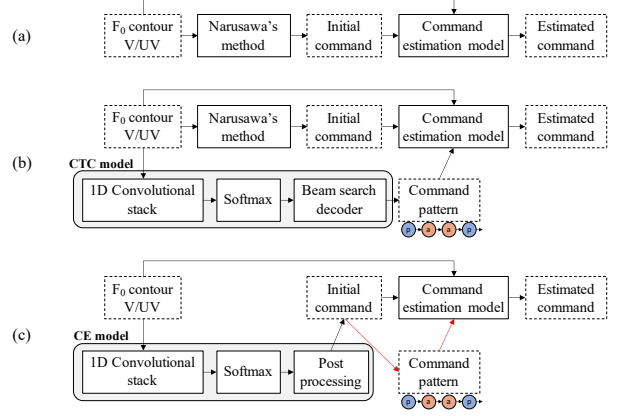 (a)
F₀ contour
V/UV
Narusawa's
method
Initial
command
Command
estimation model
Estimated
command
(b)
F₀ contour
V/UV
Narusawa's
method
Initial
command
Command
estimation model
Estimated
command
CTC model
1D Convolutional
stack
Softmax
Beam search
decoder
Command
pattern
p a a p
(c)
F₀ contour
V/UV
Initial
command
Command
estimation model
Estimated
command
CE model
1D Convolutional
stack
Softmax
Post
processing
Command
pattern
p a a p